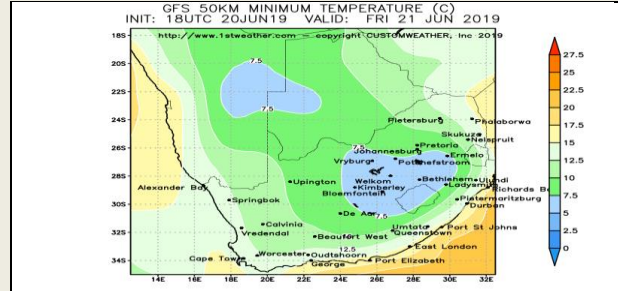 GFS 50KM MINIMUM TEMPERATURE (C)
INIT: 18UTC 20JUN19 VALID: FRI 21 JUN 2019
http://www.1stweather.com – copyright CUSTOMWEATHER, Inc 2019
18S
20S
22S
24S
26S
28S
30S
32S
34S
7.5
7.5
7.5
Pietersburg
Phalaborwa
Skukuza
Nelspruit
Pretoria
Johannesburg
Ermelo
Vryburg
Potchefstroom
Alexander Bay
Upington
Welkom
Bethlehem
Ulundi
Kimberley
Ladysmith
Bloemfontein
Richards B
Springbok
Pietermaritzburg
De Aar
Durban
7.5
Calvinia
Umtata
Port St Johns
Vredendal
Beaufort West
Queenstown
12.5
East London
Cape Town
Worcester
Oudtshoorn
George
Port Elizabeth
14E 16E 18E 20E 22E 24E 26E 28E 30E 32E
27.5
25
22.5
20
17.5
15
12.5
10
7.5
5
2.5
0